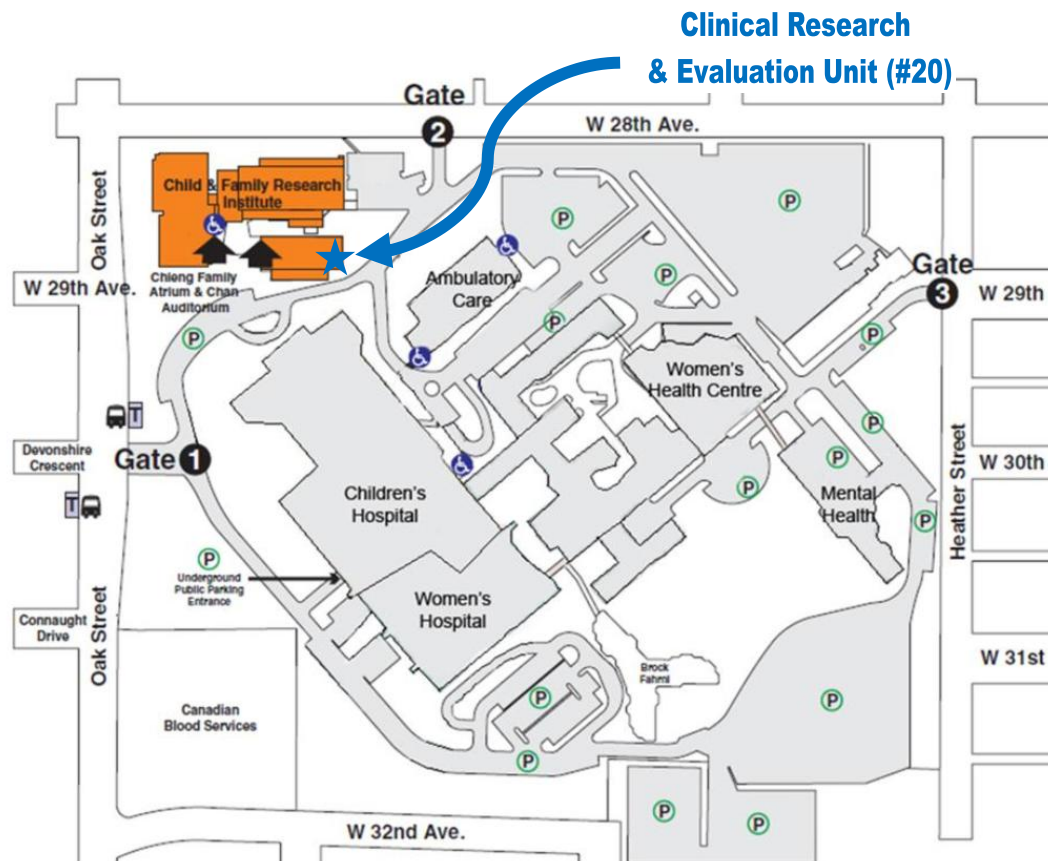 Clinical Research
& Evaluation Unit (#20)
Gate
2
W 28th Ave.
Oak Street
Child & Family Research
Institute
P
P
Chieng Family
Atrium & Chan
Auditorium
W 29th Ave.
Ambulatory
Care
P
Gate
3
W 29th
P
P
P
Women's
Health Centre
T
P
Devonshire
Crescent
Gate 1
P
W 30th
Heather Street
T
Children's
Hospital
P
Mental
Health
P
P
Underground
Public Parking
Entrance
Women's
Hospital
Connaught
Drive
Oak Street
Brock
Fahrni
W 31st
Canadian
Blood Services
P
P
P
P
P
W 32nd Ave.